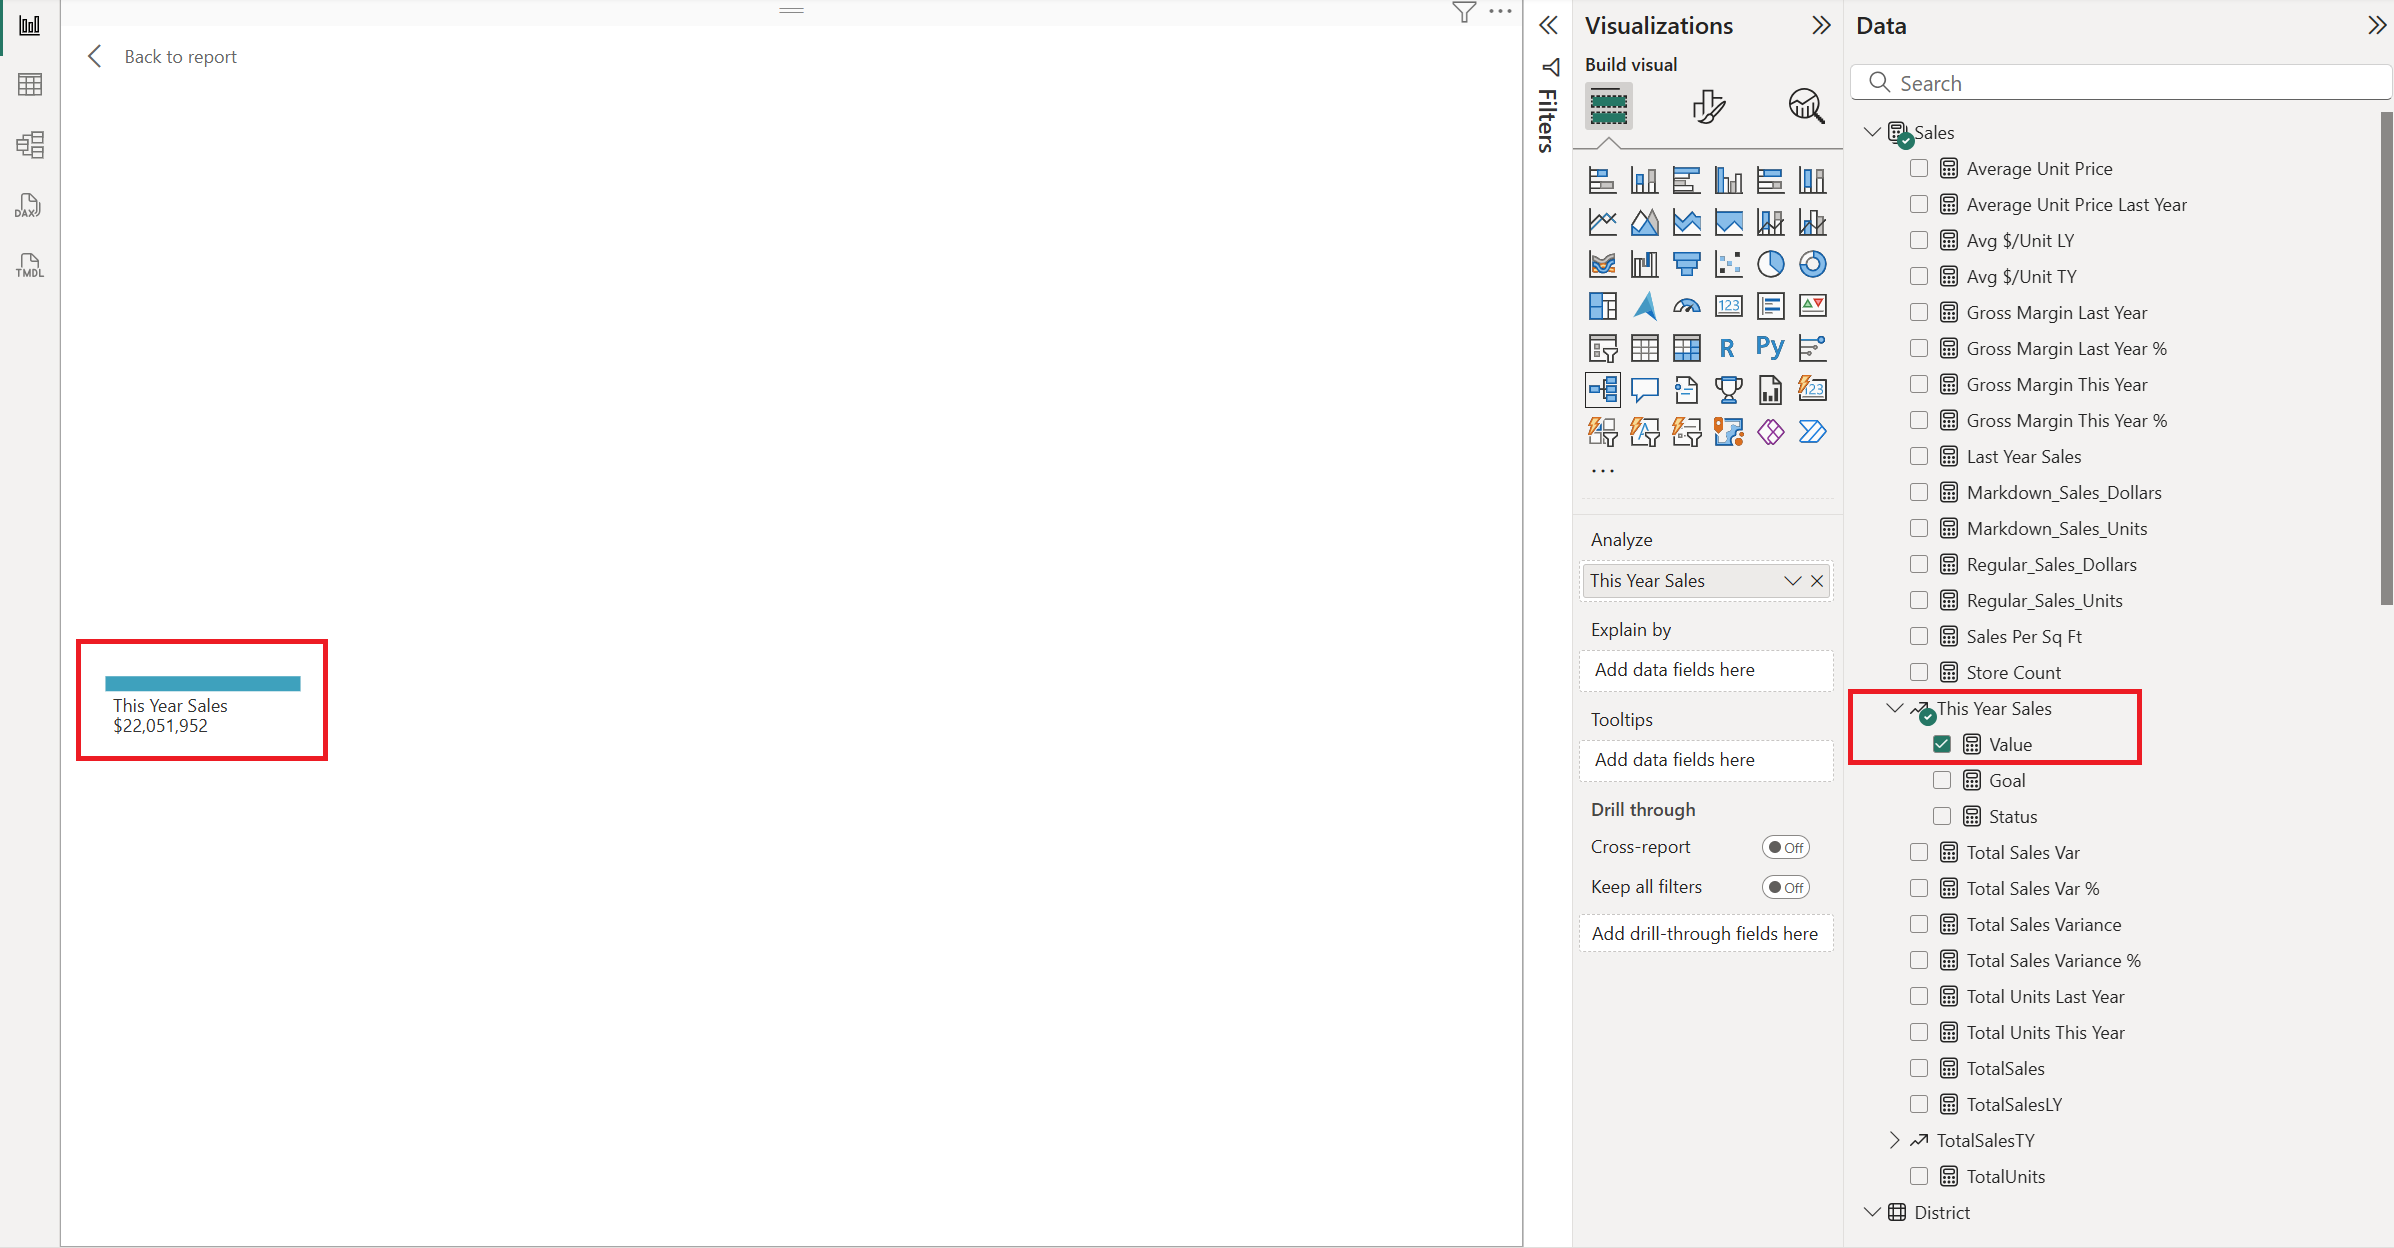 Back to report
This Year Sales
$22,051,952
DAX
TMDL
Filters
Visualizations
Build visual
123
R
Py
123
...
Analyze
This Year Sales
Explain by
Add data fields here
Tooltips
Add data fields here
Drill through
Cross-report
Off
Keep all filters
Off
Add drill-through fields here
Data
Search
Sales
Average Unit Price
Average Unit Price Last Year
Avg $/Unit LY
Avg $/Unit TY
Gross Margin Last Year
Gross Margin Last Year %
Gross Margin This Year
Gross Margin This Year %
Last Year Sales
Markdown_Sales_Dollars
Markdown_Sales_Units
Regular_Sales_Dollars
Regular_Sales_Units
Sales Per Sq Ft
Store Count
This Year Sales
Value
Goal
Status
Total Sales Var
Total Sales Var %
Total Sales Variance
Total Sales Variance %
Total Units Last Year
Total Units This Year
TotalSales
TotalSalesLY
TotalSalesTY
TotalUnits
District